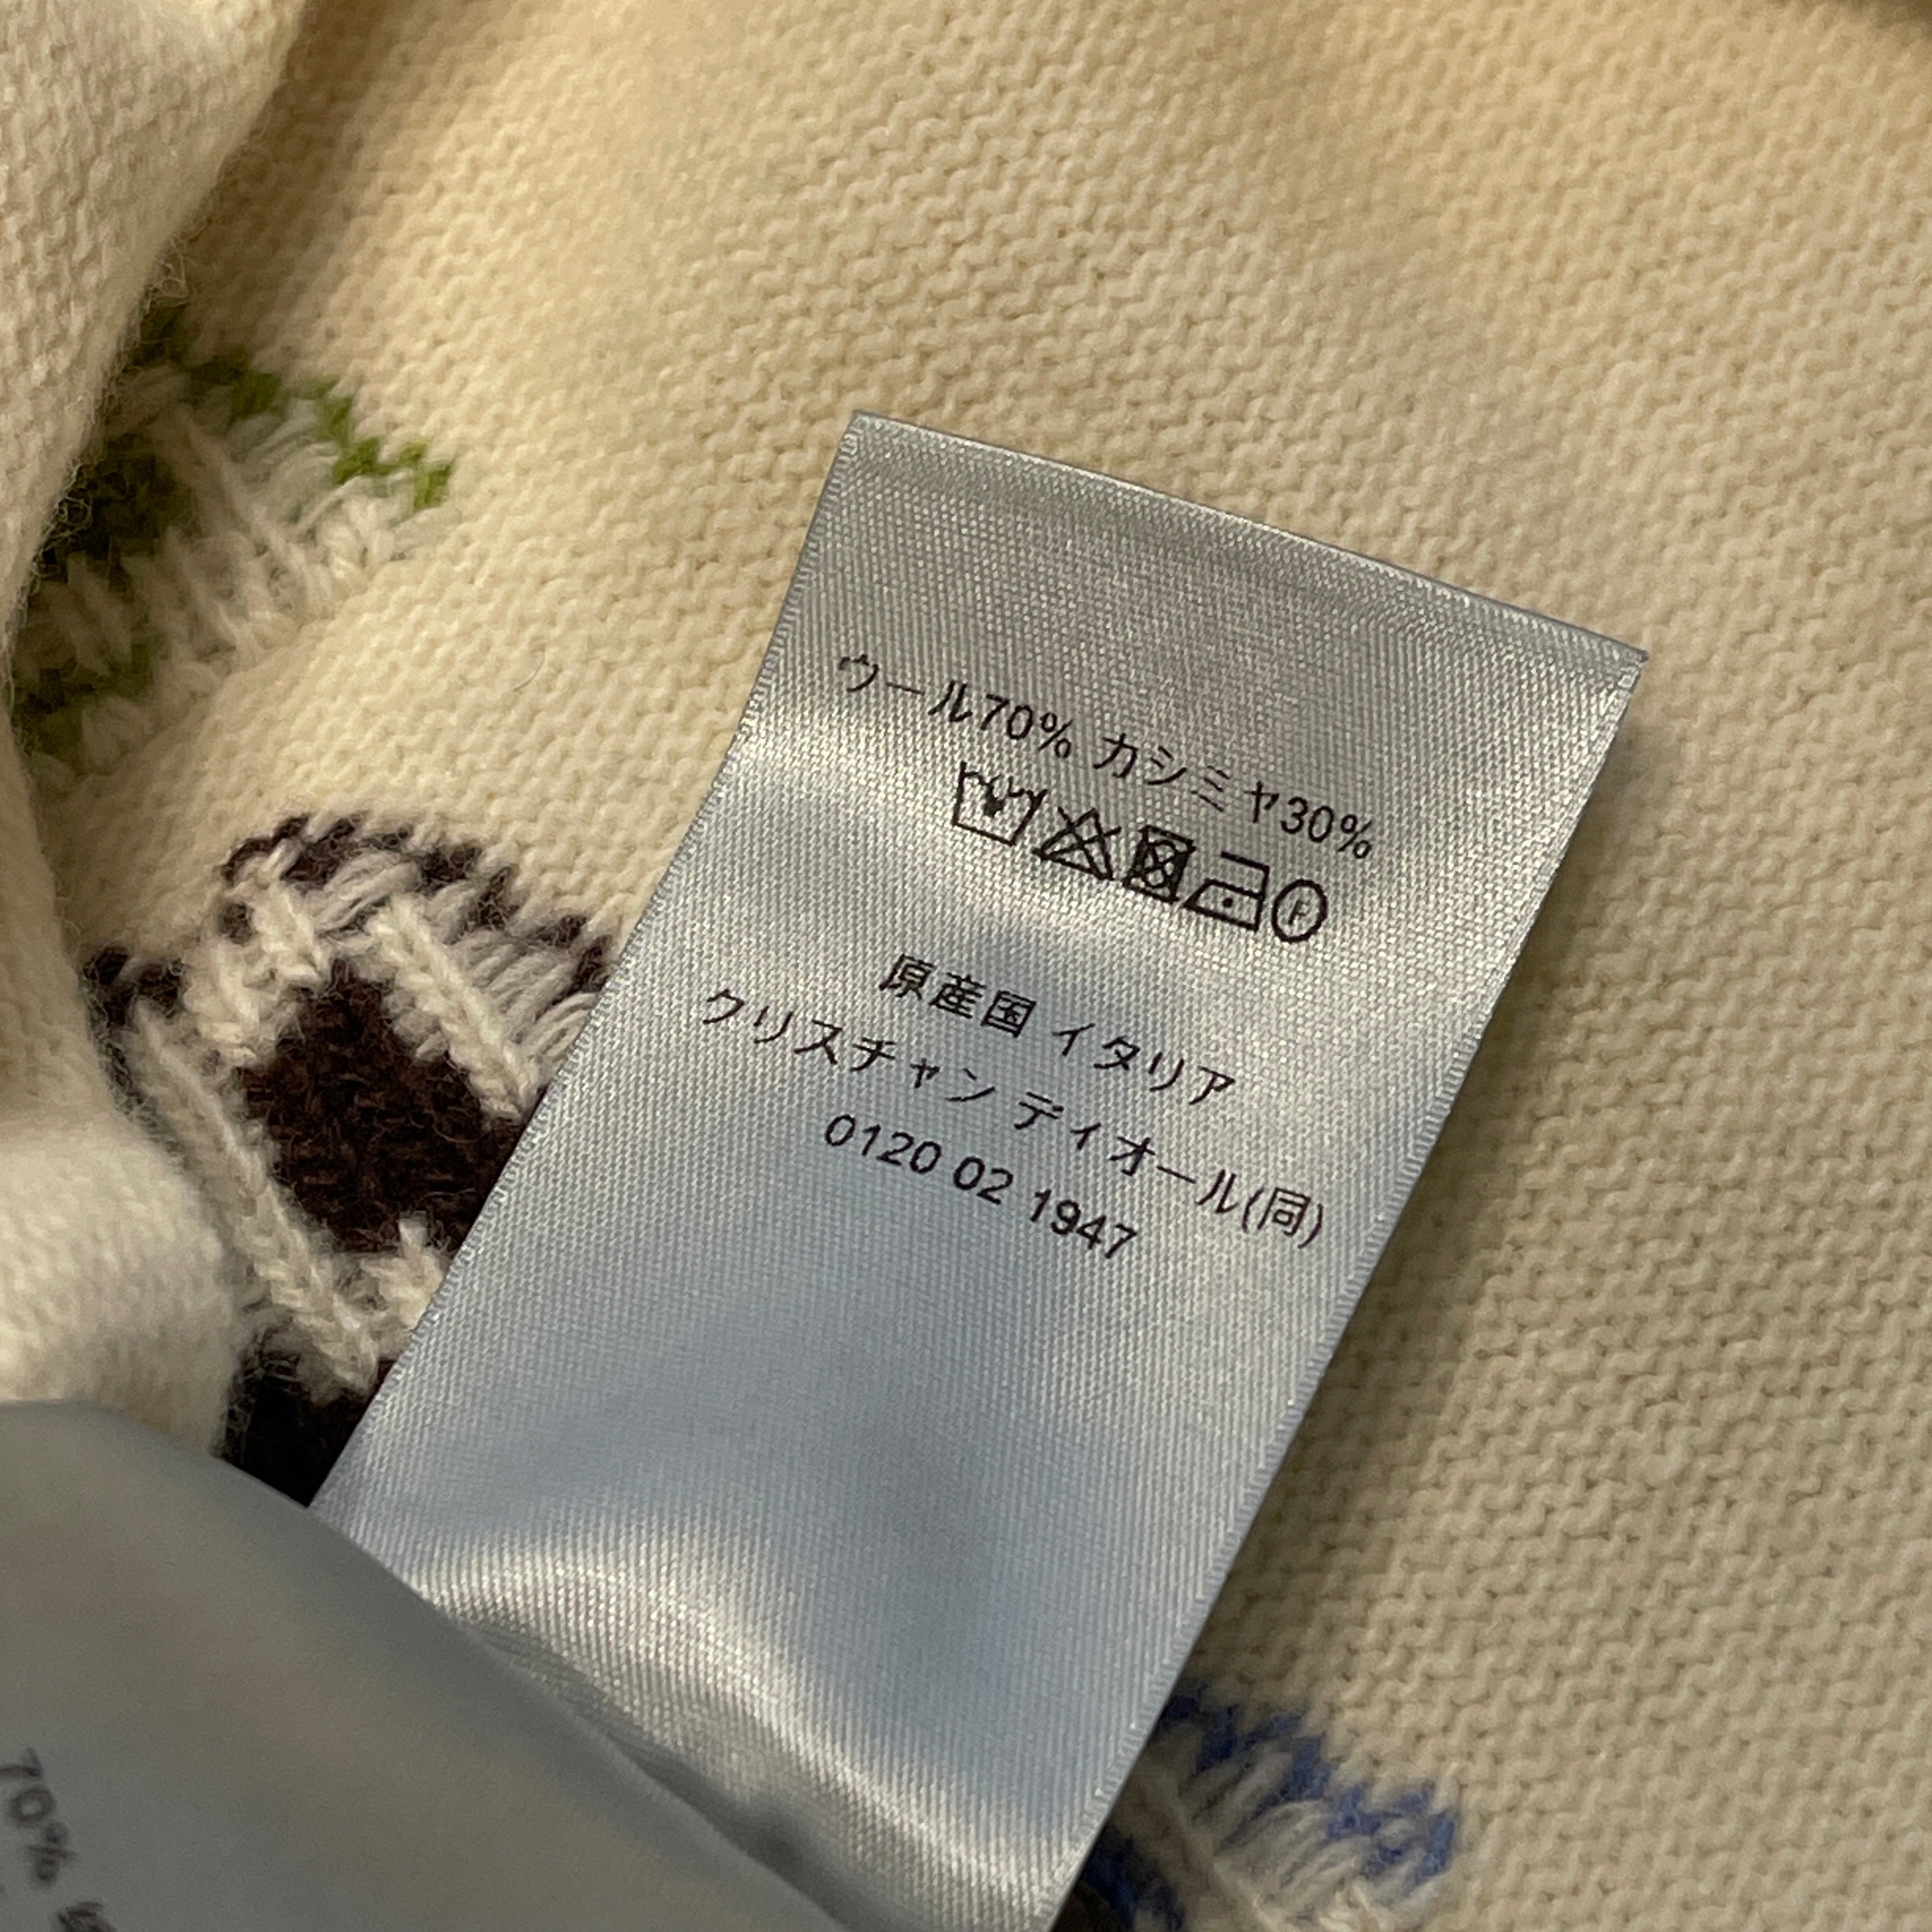 ウール70% カシミヤ30%
F
原産国 イタリア
クリスチャン ディオール(同)
0120 02 1947
70%